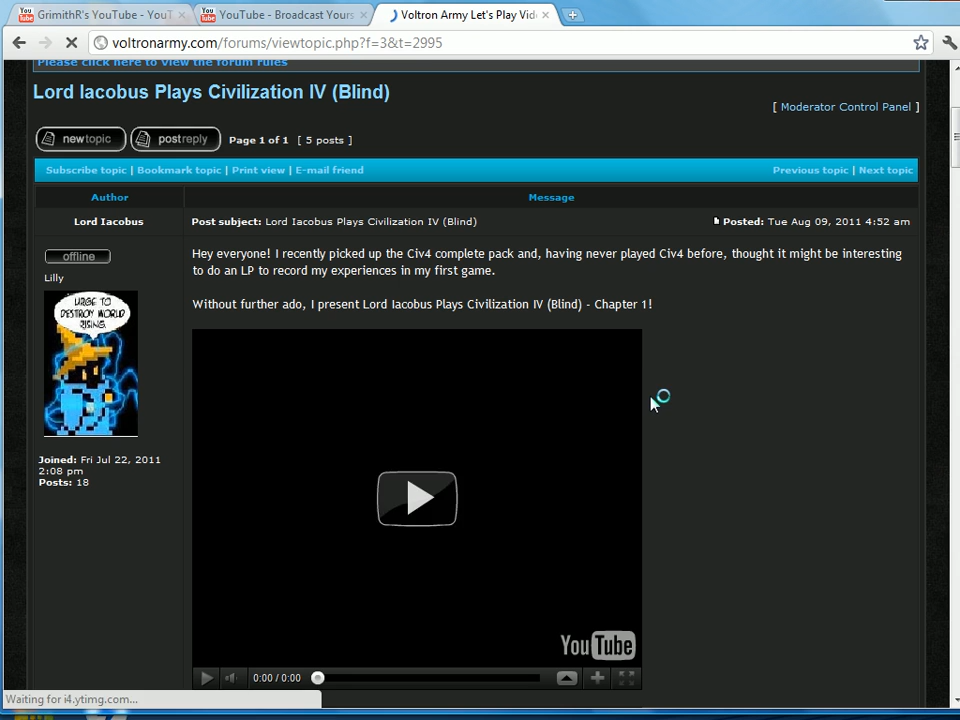 GrimithR's YouTube - YouT
YouTube - Broadcast Yours
Voltron Army Let's Play Vid
voltronarmy.com/forums/viewtopic.php?f=3&t=2995
Please click here to view the forum rules
Lord Iacobus Plays Civilization IV (Blind)
[ Moderator Control Panel ]
newtopic
postreply
Page 1 of 1 [ 5 posts ]
Subscribe topic | Bookmark topic | Print view | E-mail friend
Previous topic | Next topic
Author
Message
Lord Iacobus
Post subject: Lord Iacobus Plays Civilization IV (Blind)
Posted: Tue Aug 09, 2011 4:52 am
offline
Lilly
URGE TO
DESTROY WORLD
RISING.
Joined: Fri Jul 22, 2011
2:08 pm
Posts: 18
Hey everyone! I recently picked up the Civ4 complete pack and, having never played Civ4 before, thought it might be interesting
to do an LP to record my experiences in my first game.
Without further ado, I present Lord Iacobus Plays Civilization IV (Blind) - Chapter 1!
YouTube
0:00 / 0:00
Waiting for i4.ytimg.com...